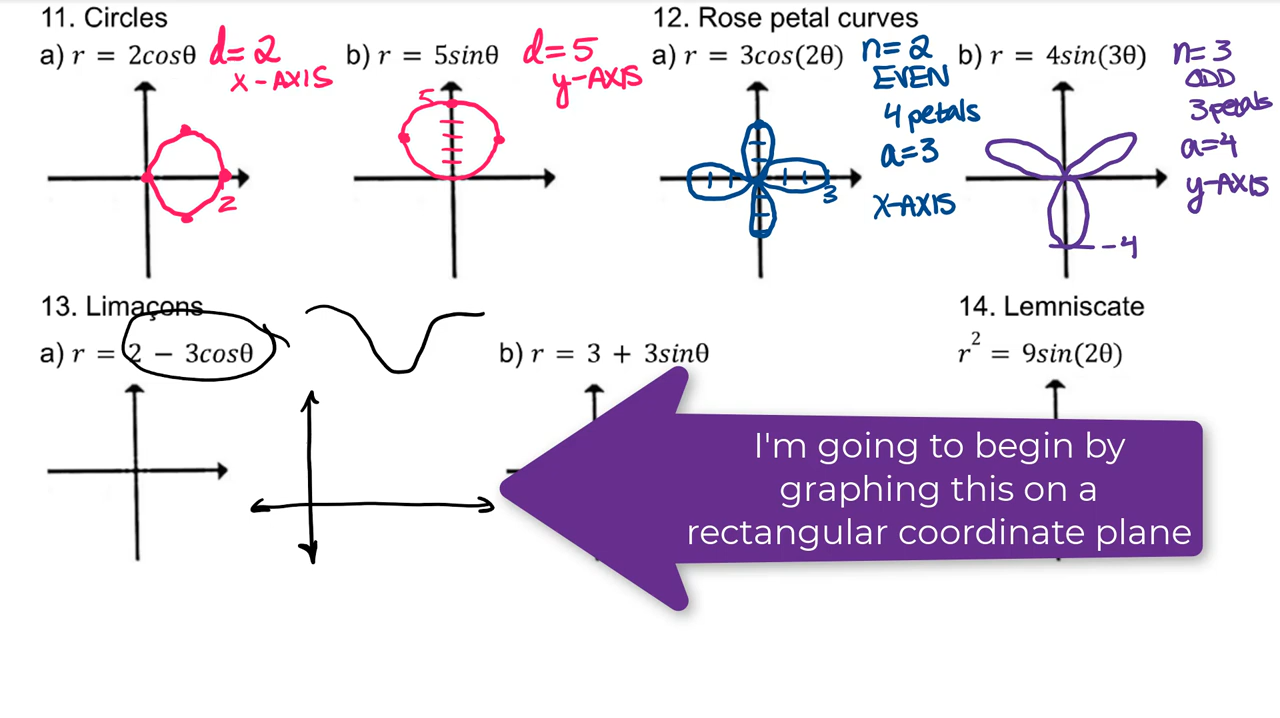 11. Circles
a) r = 2cosθ
d=2
x-AXIS
2
b) r = 5sinθ
d=5
y-AXIS
5
12. Rose petal curves
a) r = 3cos(2θ)
n=2
EVEN
4 petals
a=3
X-AXIS
3
b) r = 4sin(3θ)
n=3
ODD
3 petals
a=4
y-AXIS
-4
13. Limaçons
a) r = 2 − 3cosθ
b) r = 3 + 3sinθ
14. Lemniscate
r² = 9sin(2θ)
I'm going to begin by
graphing this on a
rectangular coordinate plane